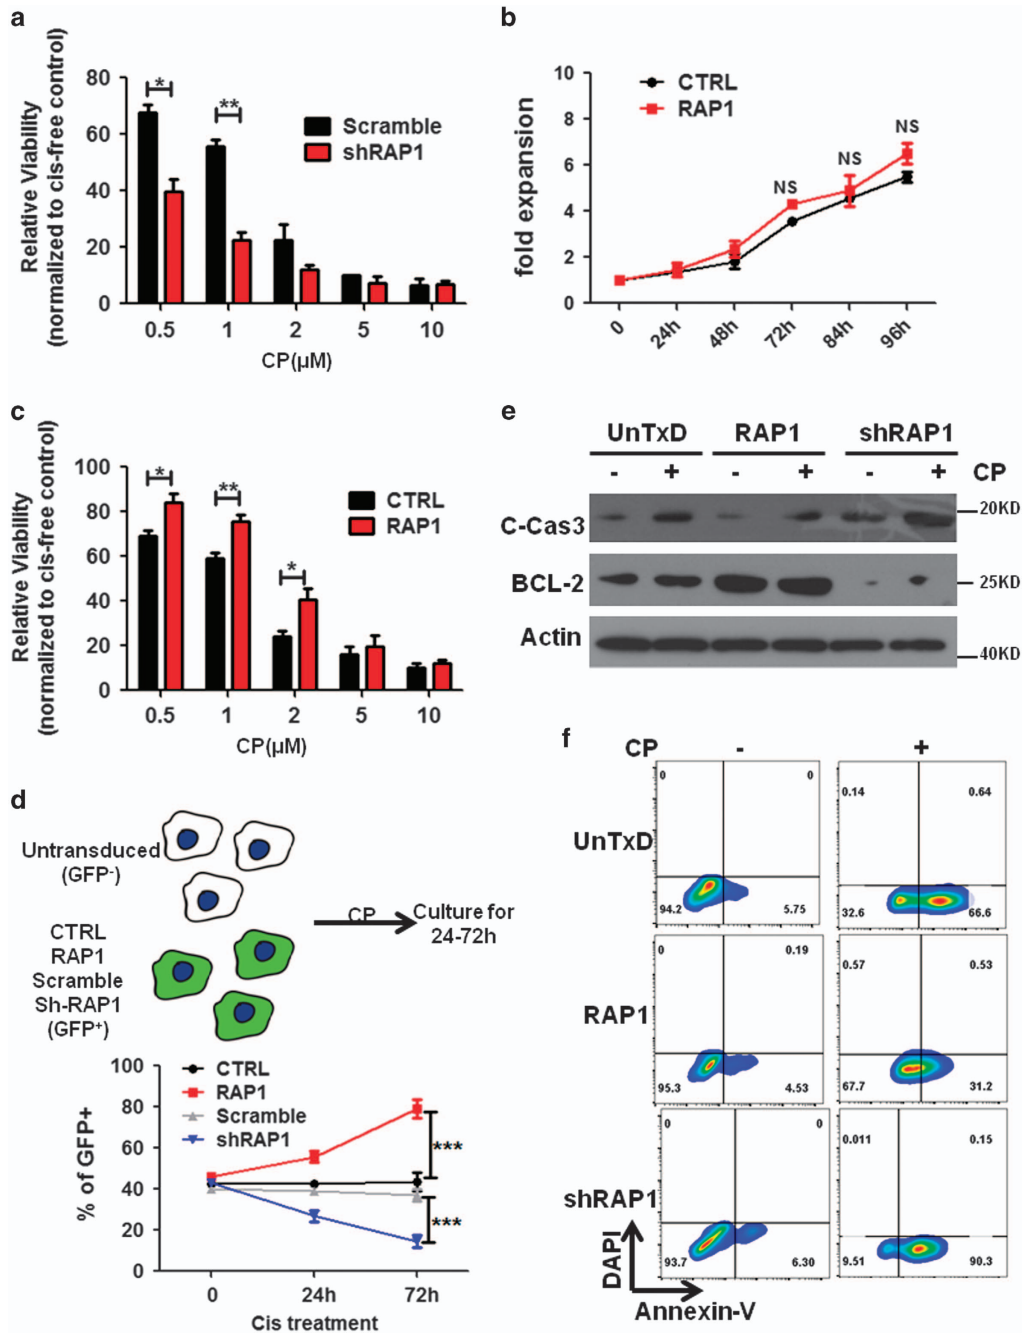 a
Relative Viability
(normalized to cis-free control)
80
60
40
20
0
* **
Scramble
shRAP1
0.5 1 2 5 10
CP(µM)
b
fold expansion
10
8
6
4
2
0
CTRL
RAP1
NS NS NS
0 24h 48h 72h 84h 96h
c
Relative Viability
(normalized to cis-free control)
100
80
60
40
20
0
* ** *
CTRL
RAP1
0.5 1 2 5 10
CP(µM)
d
Untransduced
(GFP-)
CTRL
RAP1
Scramble
Sh-RAP1
(GFP+)
CP
Culture for
24-72h
% of GFP+
100
80
60
40
20
0
CTRL
RAP1
Scramble
shRAP1
***
***
0 24h 72h
Cis treatment
e
UnTxD RAP1 shRAP1
- + - + - + CP
C-Cas3 20KD
BCL-2 25KD
Actin 40KD
f
CP - +
UnTxD
0 0
94.2 5.75
0.14 0.64
32.6 66.6
RAP1
0 0.19
95.3 4.53
0.57 0.53
67.7 31.2
shRAP1
0 0
93.7 6.30
0.011 0.15
9.51 90.3
DAPI
Annexin-V